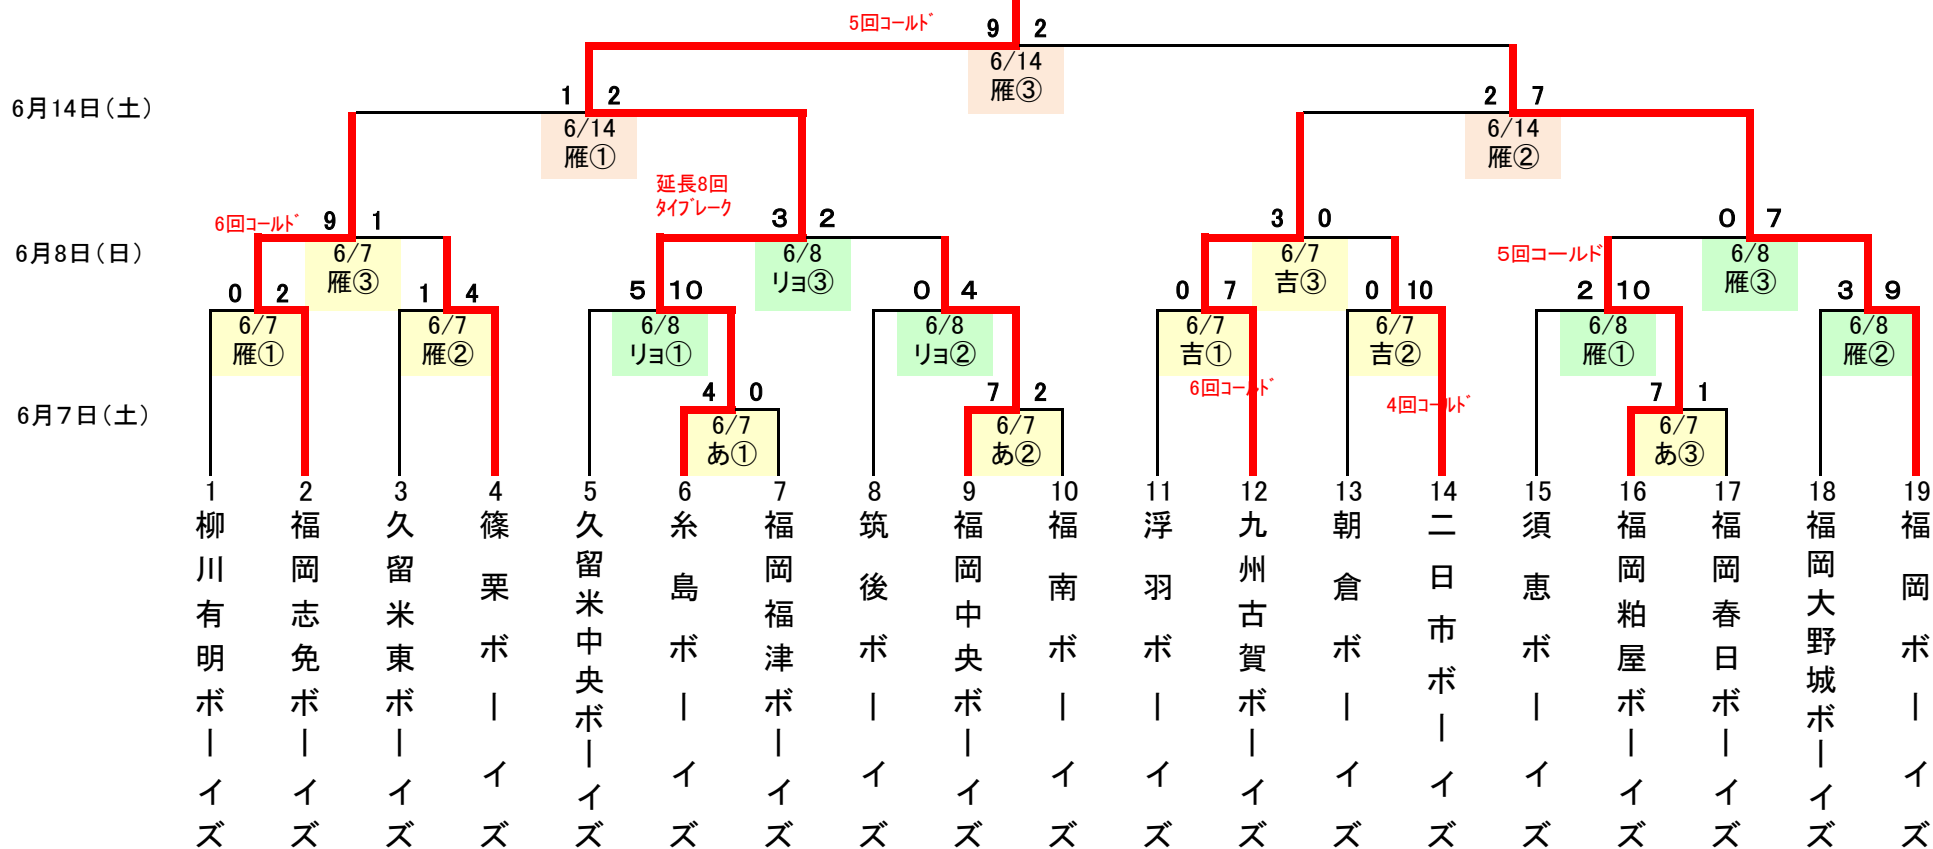 5回コールド
9 2
6/14
雁③
6月14日（土）
1 2
6/14
雁①
2 7
6/14
雁②
延長8回
タイブレーク
6回コールド
9 1
6/7
雁③
3 2
6/8
リョ③
3 0
6/7
吉③
0 7
6/8
雁③
6月8日（日）
5回コールド
0 2
6/7
雁①
1 4
6/7
雁②
5 10
6/8
リョ①
0 4
6/8
リョ②
0 7
6/7
吉①
0 10
6/7
吉②
2 10
6/8
雁①
3 9
6/8
雁②
6回コールド
4回コールド
6月7日（土）
4 0
6/7
あ①
7 2
6/7
あ②
7 1
6/7
あ③
1
柳川有明ボーイズ
2
福岡志免ボーイズ
3
久留米東ボーイズ
4
篠栗ボーイズ
5
久留米中央ボーイズ
6
糸島ボーイズ
7
福岡福津ボーイズ
8
筑後ボーイズ
9
福岡中央ボーイズ
10
福南ボーイズ
11
浮羽ボーイズ
12
九州古賀ボーイズ
13
朝倉ボーイズ
14
二日市ボーイズ
15
須恵ボーイズ
16
福岡粕屋ボーイズ
17
福岡春日ボーイズ
18
福岡大野城ボーイズ
19
福岡ボーイズ